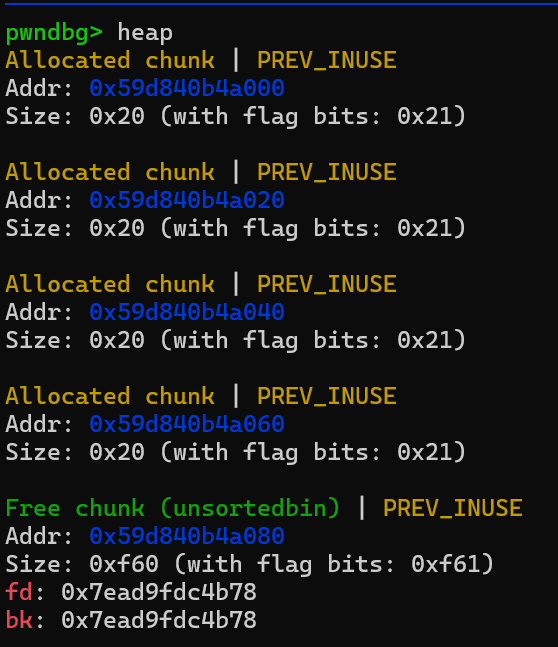 pwndbg> heap
Allocated chunk | PREV_INUSE
Addr: 0x59d840b4a000
Size: 0x20 (with flag bits: 0x21)
Allocated chunk | PREV_INUSE
Addr: 0x59d840b4a020
Size: 0x20 (with flag bits: 0x21)
Allocated chunk | PREV_INUSE
Addr: 0x59d840b4a040
Size: 0x20 (with flag bits: 0x21)
Allocated chunk | PREV_INUSE
Addr: 0x59d840b4a060
Size: 0x20 (with flag bits: 0x21)
Free chunk (unsortedbin) | PREV_INUSE
Addr: 0x59d840b4a080
Size: 0xf60 (with flag bits: 0xf61)
fd: 0x7ead9fdc4b78
bk: 0x7ead9fdc4b78